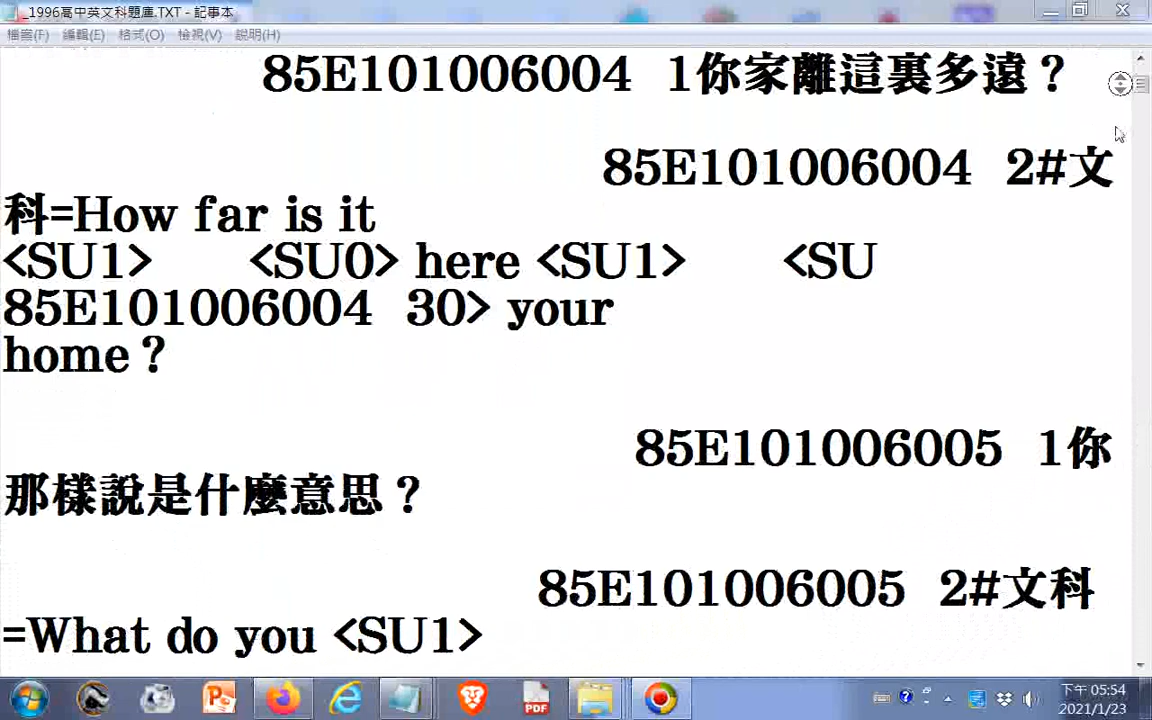 _1996高中英文科題庫.TXT - 記事本
檔案(F) 編輯(E) 格式(O) 檢視(V) 說明(H)
85E101006004 1你家離這裏多遠？
85E101006004 2#文
科=How far is it
<SU1> <SU0> here <SU1> <SU
85E101006004 30> your
home？
85E101006005 1你
那樣說是什麼意思？
85E101006005 2#文科
=What do you <SU1>
PDF
下午 05:54
2021/1/23